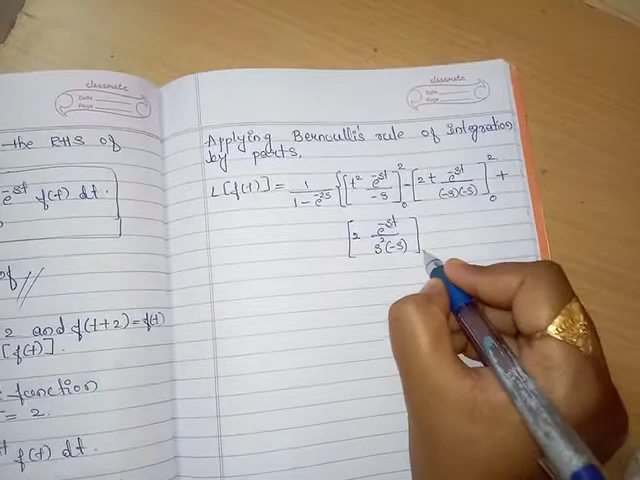 classmate
Date
Page
the RHS of
e^-st f(t) dt.
of //
2 and f(t+2) = f(t)
[f(t)].
function
= 2.
f(t) dt.
classmate
Date
Page
Applying Bernoulli's rule of integration
by parts,
L[f(t)] = 1/(1-e^-2s) {[t² e^-st/-s]₀² - [2t e^-st/(-s)(-s)]₀² +
[2 e^-st/s²(-s)]